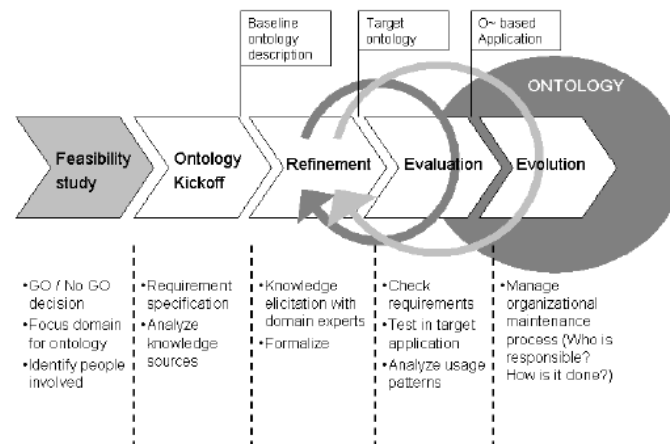 Baseline
ontology
description
Target
ontology
O~ based
Application
ONTOLOGY
Feasibility
study
Ontology
Kickoff
Refinement
Evaluation
Evolution
•GO / No GO
decision
•Focus domain
for ontology
•Identify people
involved
•Requirement
specification
•Analyze
knowledge
sources
•Knowledge
elicitation with
domain experts
•Formalize
•Check
requirements
•Test in target
application
•Analyze usage
patterns
•Manage
organizational
maintenance
process (Who is
responsible?
How is it done?)